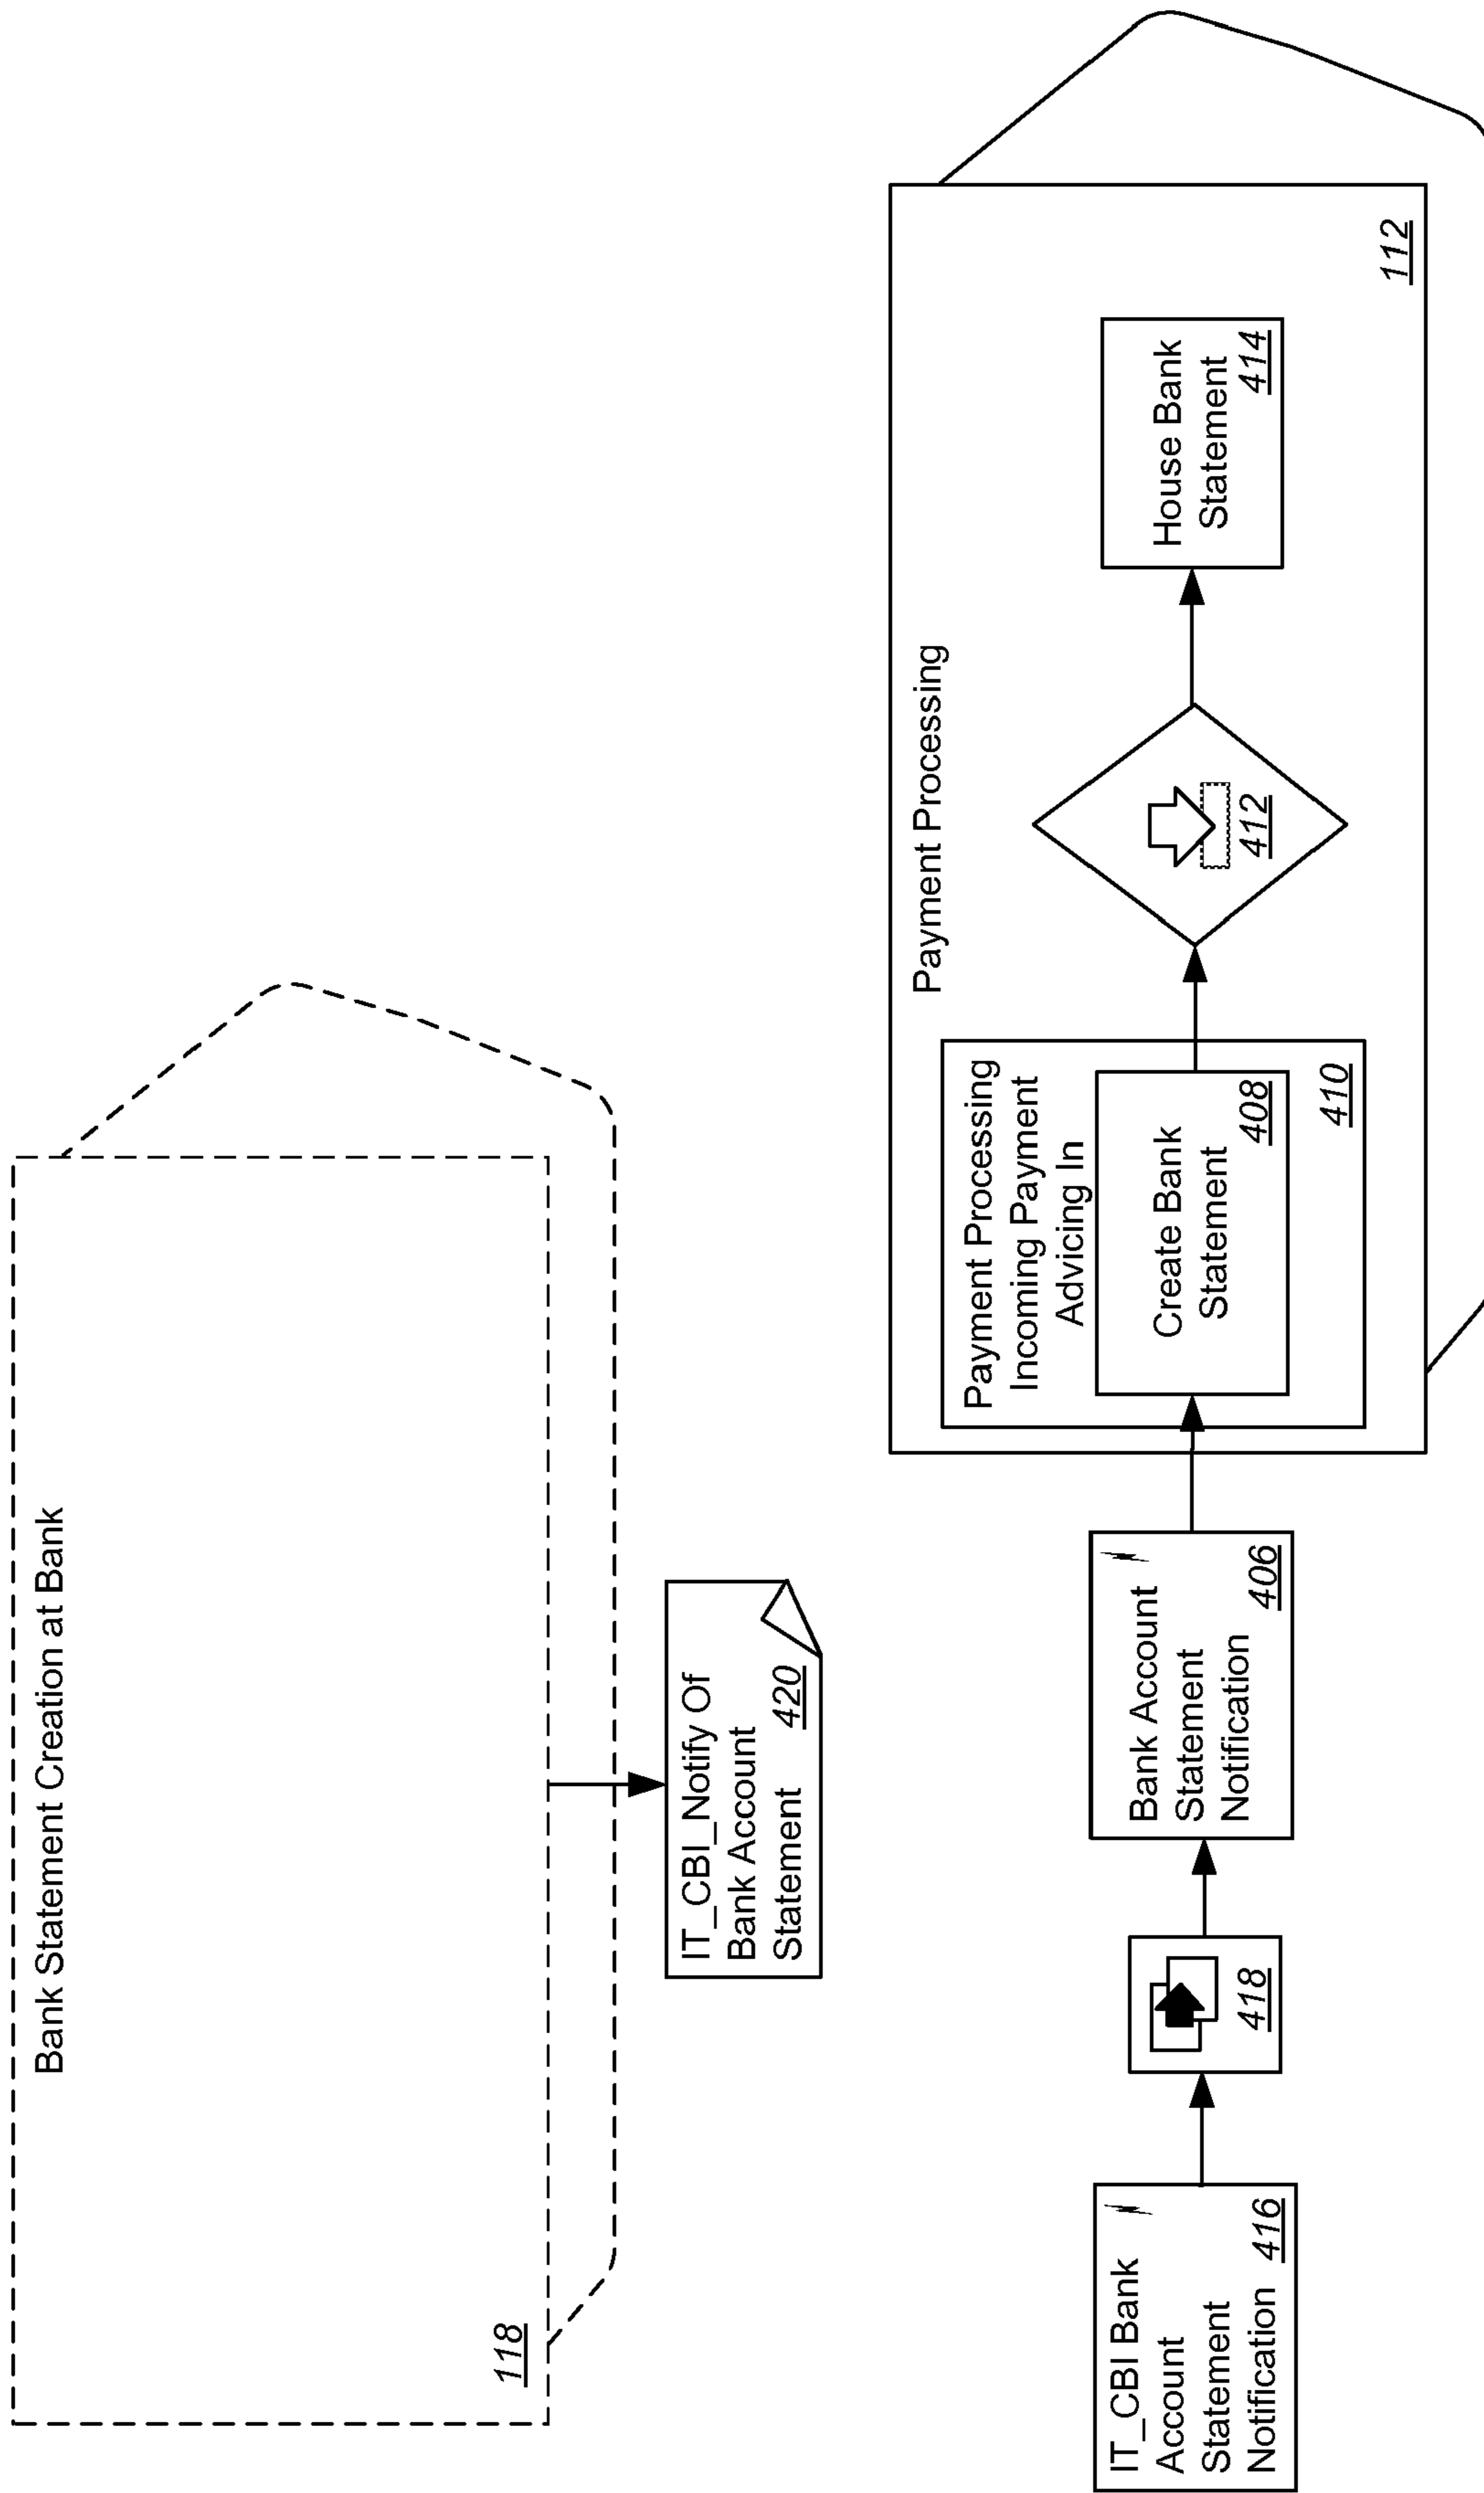 Bank Statement Creation at Bank
118
IT_CBI_Notify Of
Bank Account
Statement
420
IT_CBI Bank
Account
Statement
Notification
416
418
Bank Account
Statement
Notification
406
Payment Processing
Payment Processing
Incoming Payment
Advicing In
Create Bank
Statement
408
410
412
House Bank
Statement
414
112